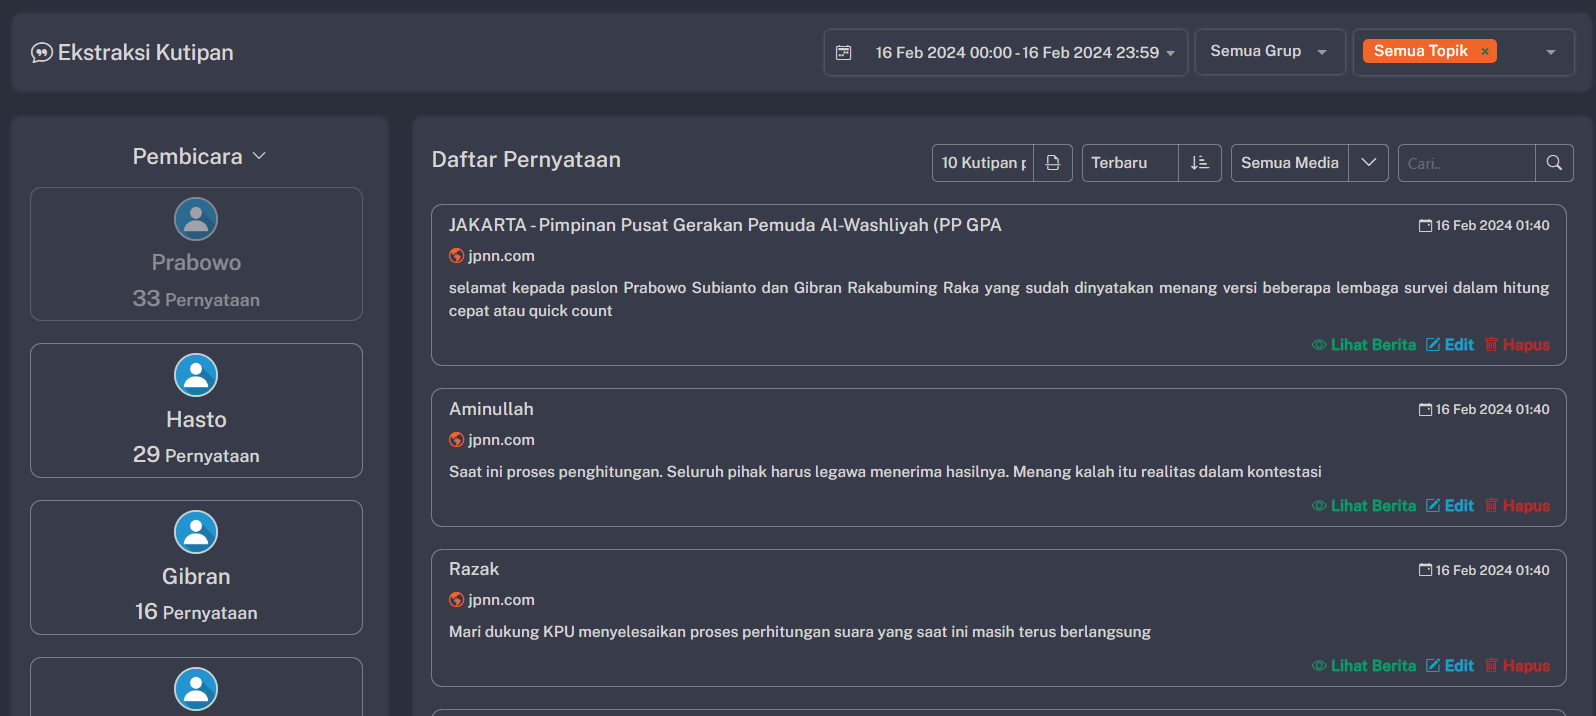 Ekstraksi Kutipan
16 Feb 2024 00:00 - 16 Feb 2024 23:59
Semua Grup
Semua Topik ×
Pembicara
Prabowo
33 Pernyataan
Hasto
29 Pernyataan
Gibran
16 Pernyataan
Daftar Pernyataan
10 Kutipan p
Terbaru
Semua Media
Cari..
JAKARTA - Pimpinan Pusat Gerakan Pemuda Al-Washliyah (PP GPA
16 Feb 2024 01:40
jpnn.com
selamat kepada paslon Prabowo Subianto dan Gibran Rakabuming Raka yang sudah dinyatakan menang versi beberapa lembaga survei dalam hitung
cepat atau quick count
Lihat Berita Edit Hapus
Aminullah
16 Feb 2024 01:40
jpnn.com
Saat ini proses penghitungan. Seluruh pihak harus legawa menerima hasilnya. Menang kalah itu realitas dalam kontestasi
Lihat Berita Edit Hapus
Razak
16 Feb 2024 01:40
jpnn.com
Mari dukung KPU menyelesaikan proses perhitungan suara yang saat ini masih terus berlangsung
Lihat Berita Edit Hapus